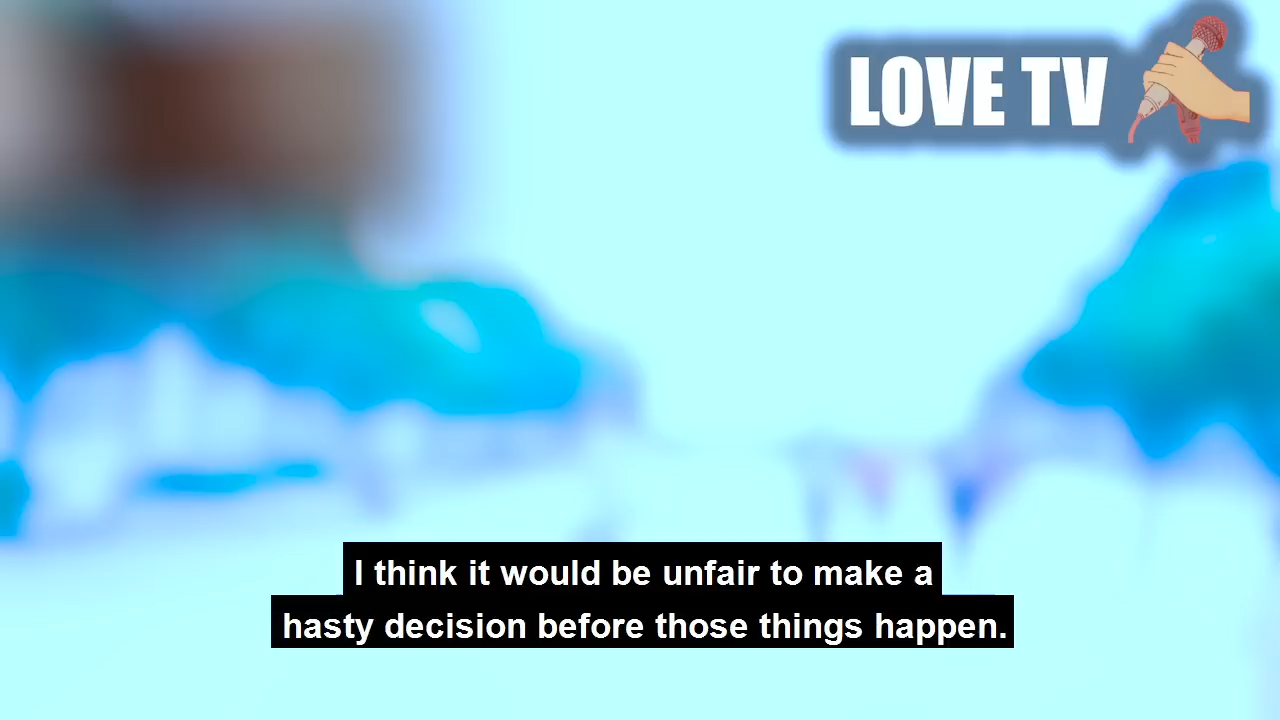 LOVE TV
I think it would be unfair to make a
hasty decision before those things happen.